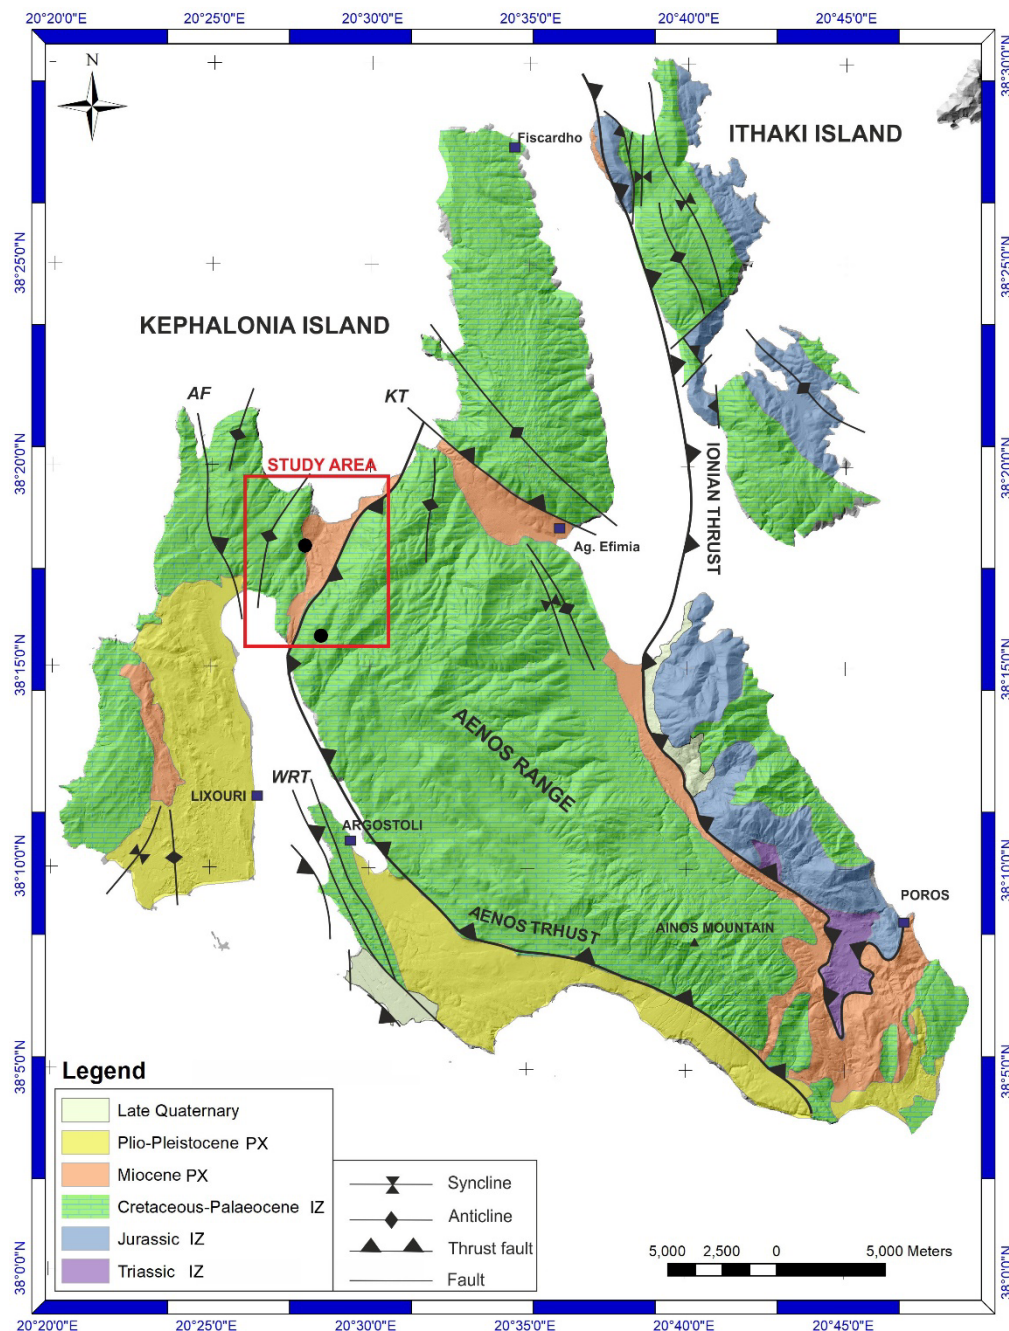 20°20'0"E 20°25'0"E 20°30'0"E 20°35'0"E 20°40'0"E 20°45'0"E
38°30'0"N
38°25'0"N
38°20'0"N
38°15'0"N
38°10'0"N
38°5'0"N
38°0'0"N
N
ITHAKI ISLAND
Fiscardho
KEPHALONIA ISLAND
AF
KT
STUDY AREA
IONIAN THRUST
Ag. Efimia
AENOS RANGE
WRT
LIXOURI
ARGOSTOLI
POROS
AENOS TRHUST
AINOS MOUNTAIN
Legend
Late Quaternary
Plio-Pleistocene PX
Miocene PX
Cretaceous-Palaeocene IZ
Jurassic IZ
Triassic IZ
Syncline
Anticline
Thrust fault
Fault
5,000 2,500 0 5,000 Meters
38°25'0"N
38°20'0"N
38°15'0"N
38°10'0"N
38°5'0"N
38°0'0"N
20°20'0"E 20°25'0"E 20°30'0"E 20°35'0"E 20°40'0"E 20°45'0"E